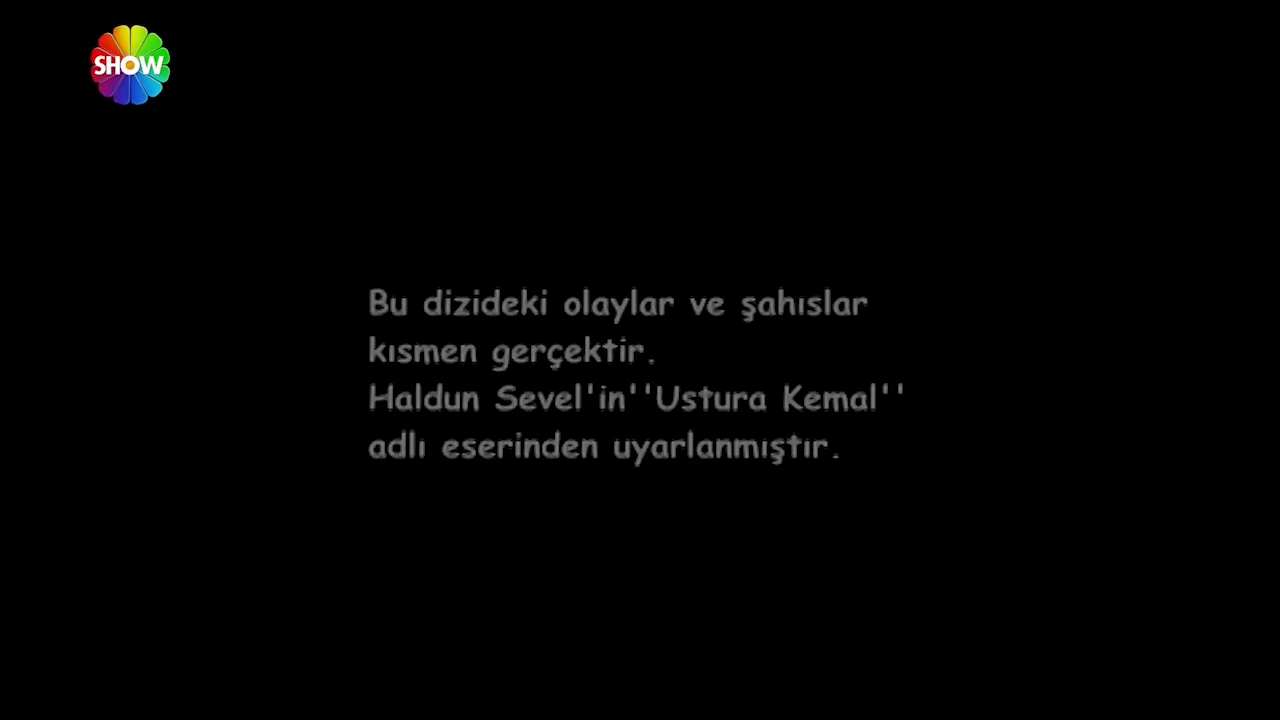 SHOW
Bu dizideki olaylar ve şahıslar
kısmen gerçektir.
Haldun Sevel'in''Ustura Kemal''
adlı eserinden uyarlanmıştır.